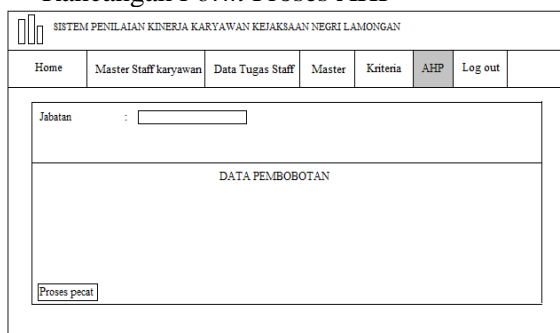 Rancangan Form Proses AHP
SISTEM PENILAIAN KINERJA KARYAWAN KEJAKSAAN NEGRI LAMONGAN
Home Master Staff karyawan Data Tugas Staff Master Kriteria AHP Log out
Jabatan :
DATA PEMBOBOTAN
Proses pecat